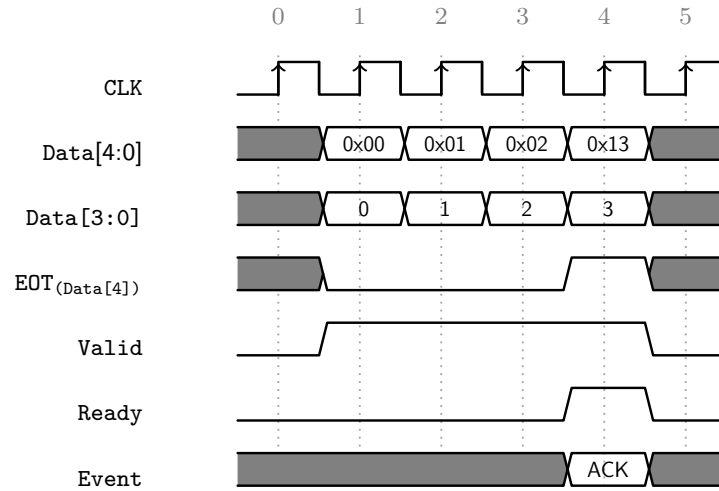 0 1 2 3 4 5
CLK
Data[4:0] 0x00 0x01 0x02 0x13
Data[3:0] 0 1 2 3
EOT(Data[4])
Valid
Ready
Event ACK